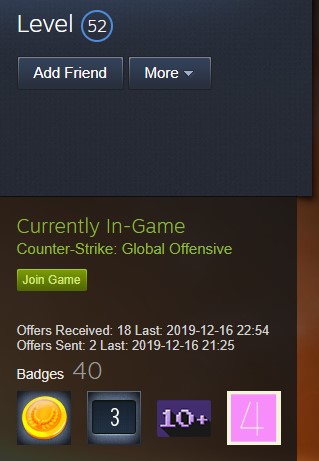 Level 52
Add Friend More
Currently In-Game
Counter-Strike: Global Offensive
Join Game
Offers Received: 18 Last: 2019-12-16 22:54
Offers Sent: 2 Last: 2019-12-16 21:25
Badges 40
3 10+ 4